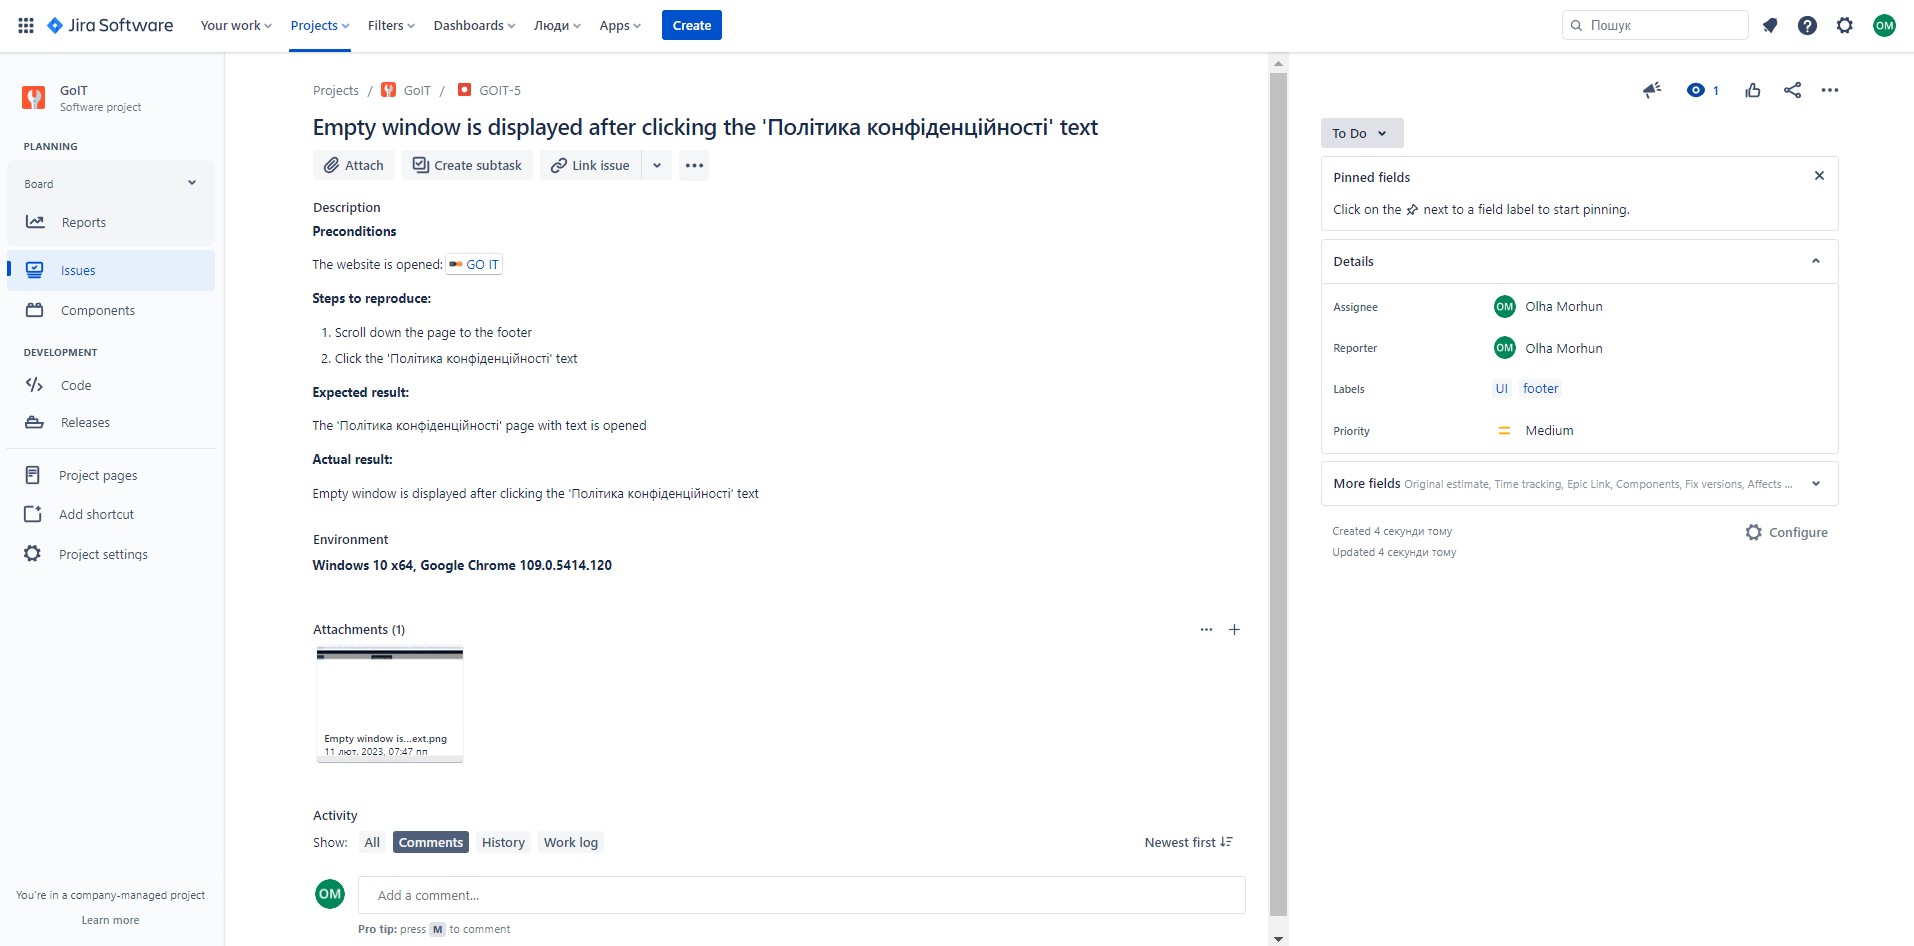 Jira Software
Your work
Projects
Filters
Dashboards
Люди
Apps
Create
Пошук
OM
GoIT
Software project
PLANNING
Board
Reports
Issues
Components
DEVELOPMENT
Code
Releases
Project pages
Add shortcut
Project settings
You're in a company-managed project
Learn more
Projects / GoIT / GOIT-5
Empty window is displayed after clicking the 'Політика конфіденційності' text
Attach
Create subtask
Link issue
Description
Preconditions
The website is opened: GO IT
Steps to reproduce:
1. Scroll down the page to the footer
2. Click the 'Політика конфіденційності' text
Expected result:
The 'Політика конфіденційності' page with text is opened
Actual result:
Empty window is displayed after clicking the 'Політика конфіденційності' text
Environment
Windows 10 x64, Google Chrome 109.0.5414.120
Attachments (1)
Empty window is...ext.png
11 лют. 2023, 07:47 пп
Activity
Show: All Comments History Work log
Newest first
OM
Add a comment...
Pro tip: press M to comment
1
To Do
Pinned fields
Click on the next to a field label to start pinning.
Details
Assignee OM Olha Morhun
Reporter OM Olha Morhun
Labels UI footer
Priority Medium
More fields Original estimate, Time tracking, Epic Link, Components, Fix versions, Affects ...
Created 4 секунди тому
Updated 4 секунди тому
Configure